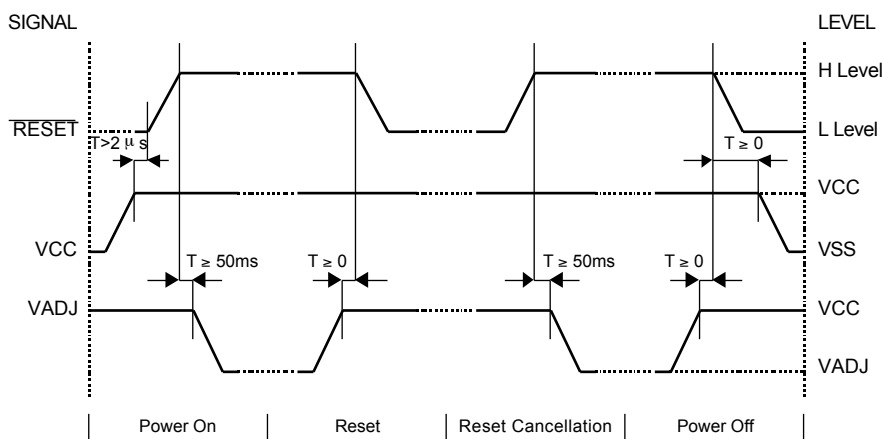 SIGNAL LEVEL
H Level
RESET L Level
T>2 μ s T ≥ 0
VCC
VCC VSS
T ≥ 50ms T ≥ 0 T ≥ 50ms T ≥ 0
VADJ VCC
VADJ
Power On Reset Reset Cancellation Power Off